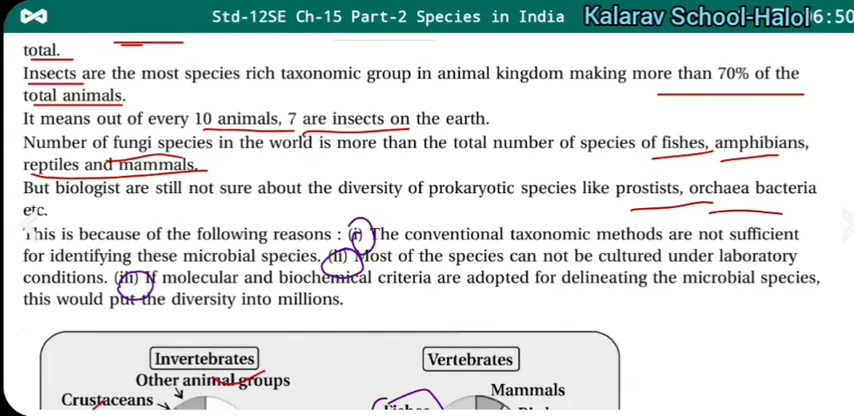 Std-12SE Ch-15 Part-2 Species in India Kalarav School-Halol 6:50
total.
Insects are the most species rich taxonomic group in animal kingdom making more than 70% of the
total animals.
It means out of every 10 animals, 7 are insects on the earth.
Number of fungi species in the world is more than the total number of species of fishes, amphibians,
reptiles and mammals.
But biologist are still not sure about the diversity of prokaryotic species like prostists, orchaea bacteria
etc.
This is because of the following reasons : (i) The conventional taxonomic methods are not sufficient
for identifying these microbial species. (ii) Most of the species can not be cultured under laboratory
conditions. (iii) If molecular and biochemical criteria are adopted for delineating the microbial species,
this would put the diversity into millions.
Invertebrates Vertebrates
Other animal groups Mammals
Crustaceans Fishes